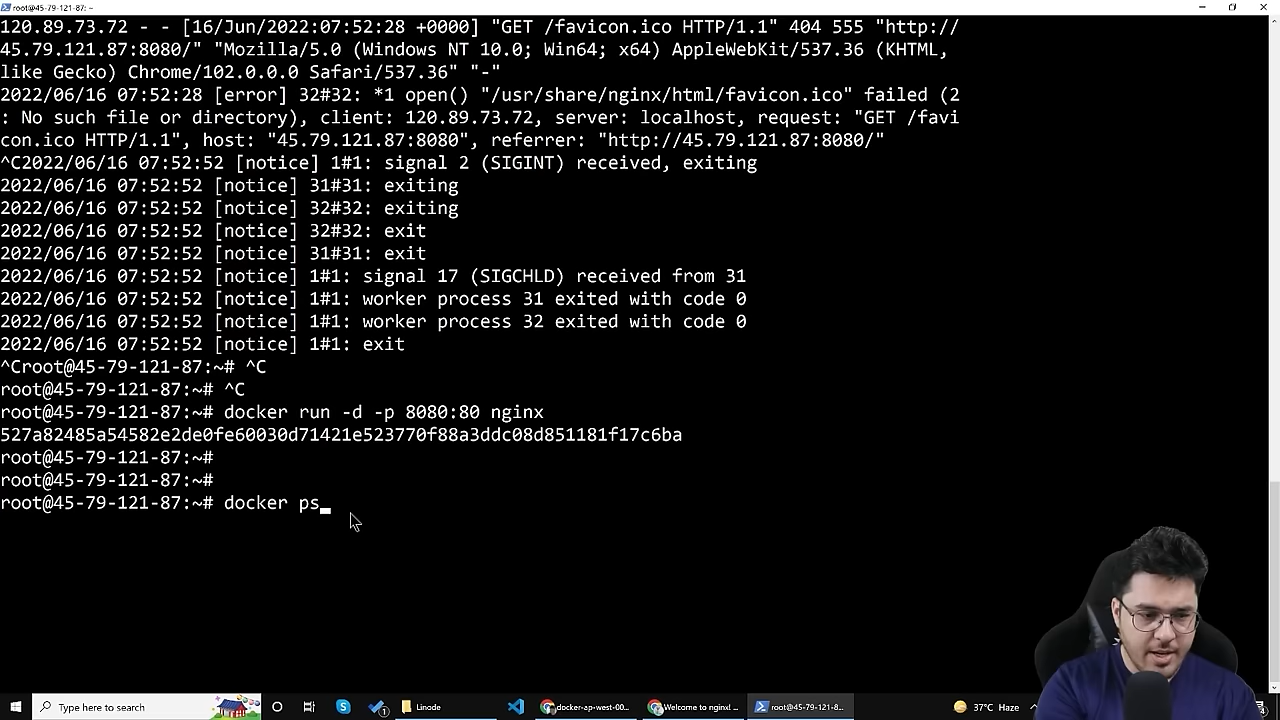 root@45-79-121-87: ~
120.89.73.72 - - [16/Jun/2022:07:52:28 +0000] "GET /favicon.ico HTTP/1.1" 404 555 "http://
45.79.121.87:8080/" "Mozilla/5.0 (Windows NT 10.0; Win64; x64) AppleWebKit/537.36 (KHTML,
like Gecko) Chrome/102.0.0.0 Safari/537.36" "-"
2022/06/16 07:52:28 [error] 32#32: *1 open() "/usr/share/nginx/html/favicon.ico" failed (2
: No such file or directory), client: 120.89.73.72, server: localhost, request: "GET /favi
con.ico HTTP/1.1", host: "45.79.121.87:8080", referrer: "http://45.79.121.87:8080/"
^C2022/06/16 07:52:52 [notice] 1#1: signal 2 (SIGINT) received, exiting
2022/06/16 07:52:52 [notice] 31#31: exiting
2022/06/16 07:52:52 [notice] 32#32: exiting
2022/06/16 07:52:52 [notice] 32#32: exit
2022/06/16 07:52:52 [notice] 31#31: exit
2022/06/16 07:52:52 [notice] 1#1: signal 17 (SIGCHLD) received from 31
2022/06/16 07:52:52 [notice] 1#1: worker process 31 exited with code 0
2022/06/16 07:52:52 [notice] 1#1: worker process 32 exited with code 0
2022/06/16 07:52:52 [notice] 1#1: exit
^Croot@45-79-121-87:~# ^C
root@45-79-121-87:~# ^C
root@45-79-121-87:~# docker run -d -p 8080:80 nginx
527a82485a54582e2de0fe60030d71421e523770f88a3ddc08d851181f17c6ba
root@45-79-121-87:~#
root@45-79-121-87:~#
root@45-79-121-87:~# docker ps_
Type here to search
Linode
docker-ap-west-00...
Welcome to nginx! ...
root@45-79-121-8...
37°C Haze